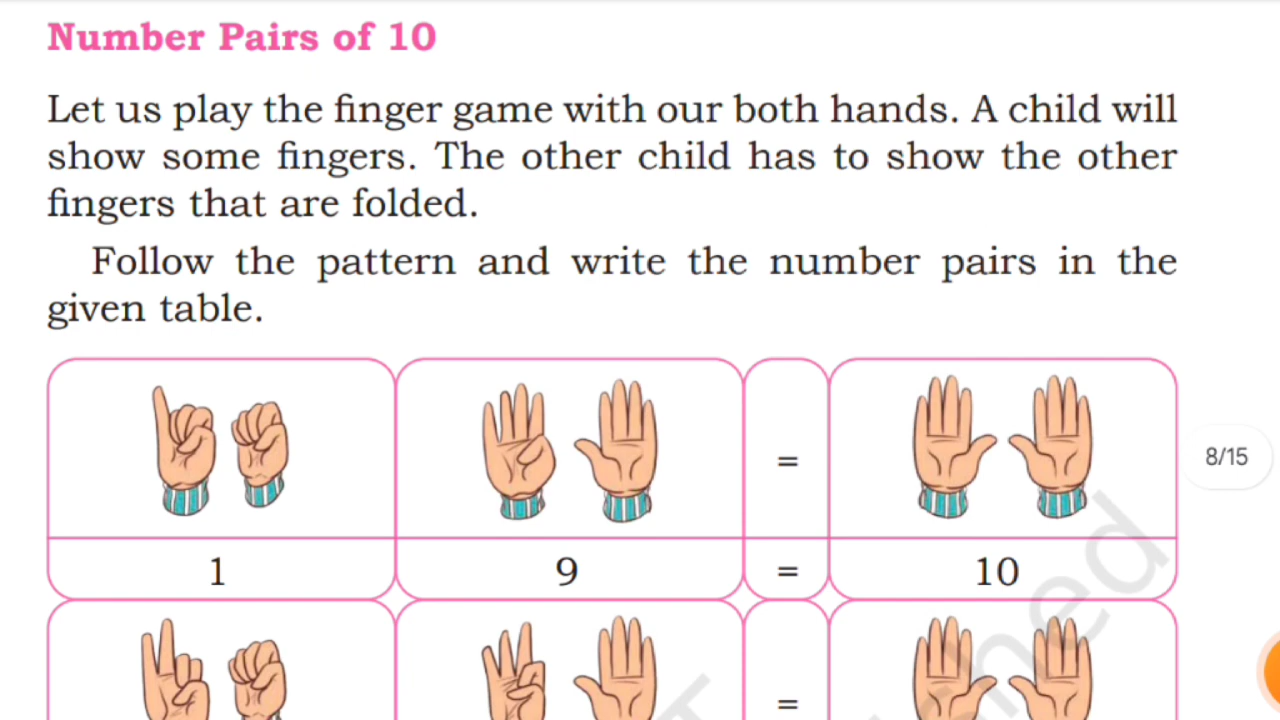 Number Pairs of 10
Let us play the finger game with our both hands. A child will
show some fingers. The other child has to show the other
fingers that are folded.
Follow the pattern and write the number pairs in the
given table.
=
8/15
1 9 = 10
=